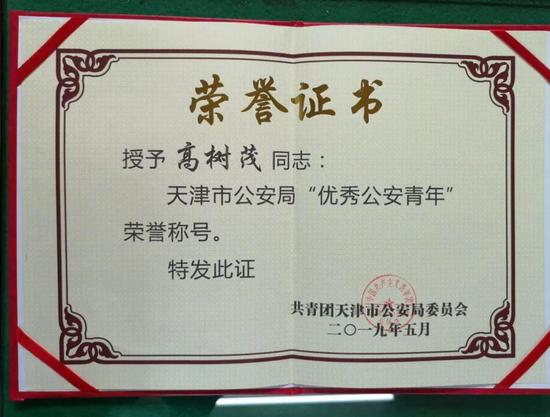 荣誉证书
授予 高树茂 同志：
天津市公安局“优秀公安青年”
荣誉称号。
特发此证
共青团天津市公安局委员会
二〇一九年五月